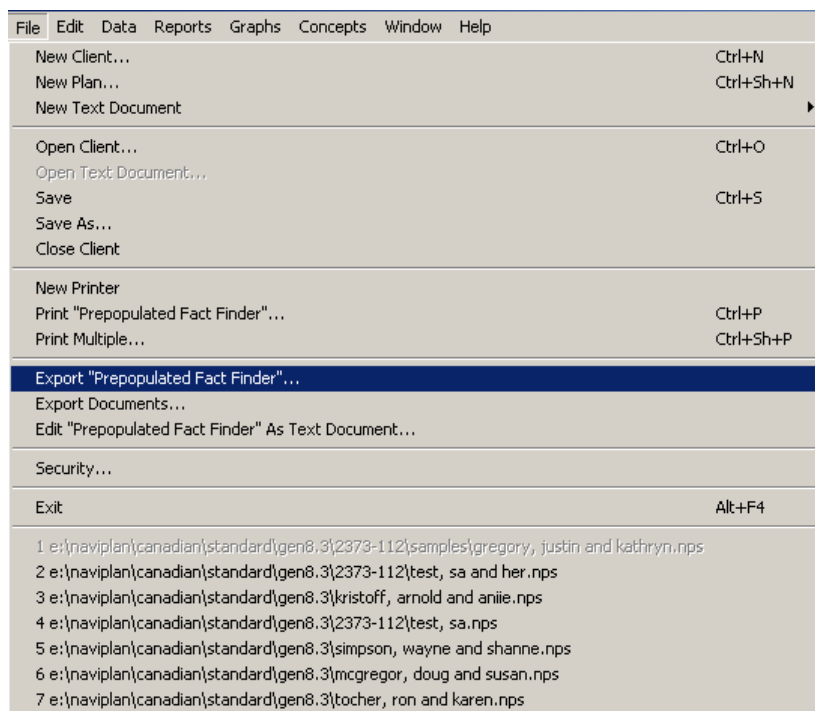 File Edit Data Reports Graphs Concepts Window Help
New Client... Ctrl+N
New Plan... Ctrl+Sh+N
New Text Document
Open Client... Ctrl+O
Open Text Document...
Save Ctrl+S
Save As...
Close Client
New Printer
Print "Prepopulated Fact Finder"... Ctrl+P
Print Multiple... Ctrl+Sh+P
Export "Prepopulated Fact Finder"...
Export Documents...
Edit "Prepopulated Fact Finder" As Text Document...
Security...
Exit Alt+F4
1 e:\naviplan\canadian\standard\gen8.3\2373-112\samples\gregory, justin and kathryn.nps
2 e:\naviplan\canadian\standard\gen8.3\2373-112\test, sa and her.nps
3 e:\naviplan\canadian\standard\gen8.3\kristoff, arnold and aniie.nps
4 e:\naviplan\canadian\standard\gen8.3\2373-112\test, sa.nps
5 e:\naviplan\canadian\standard\gen8.3\simpson, wayne and shanne.nps
6 e:\naviplan\canadian\standard\gen8.3\mcgregor, doug and susan.nps
7 e:\naviplan\canadian\standard\gen8.3\tocher, ron and karen.nps